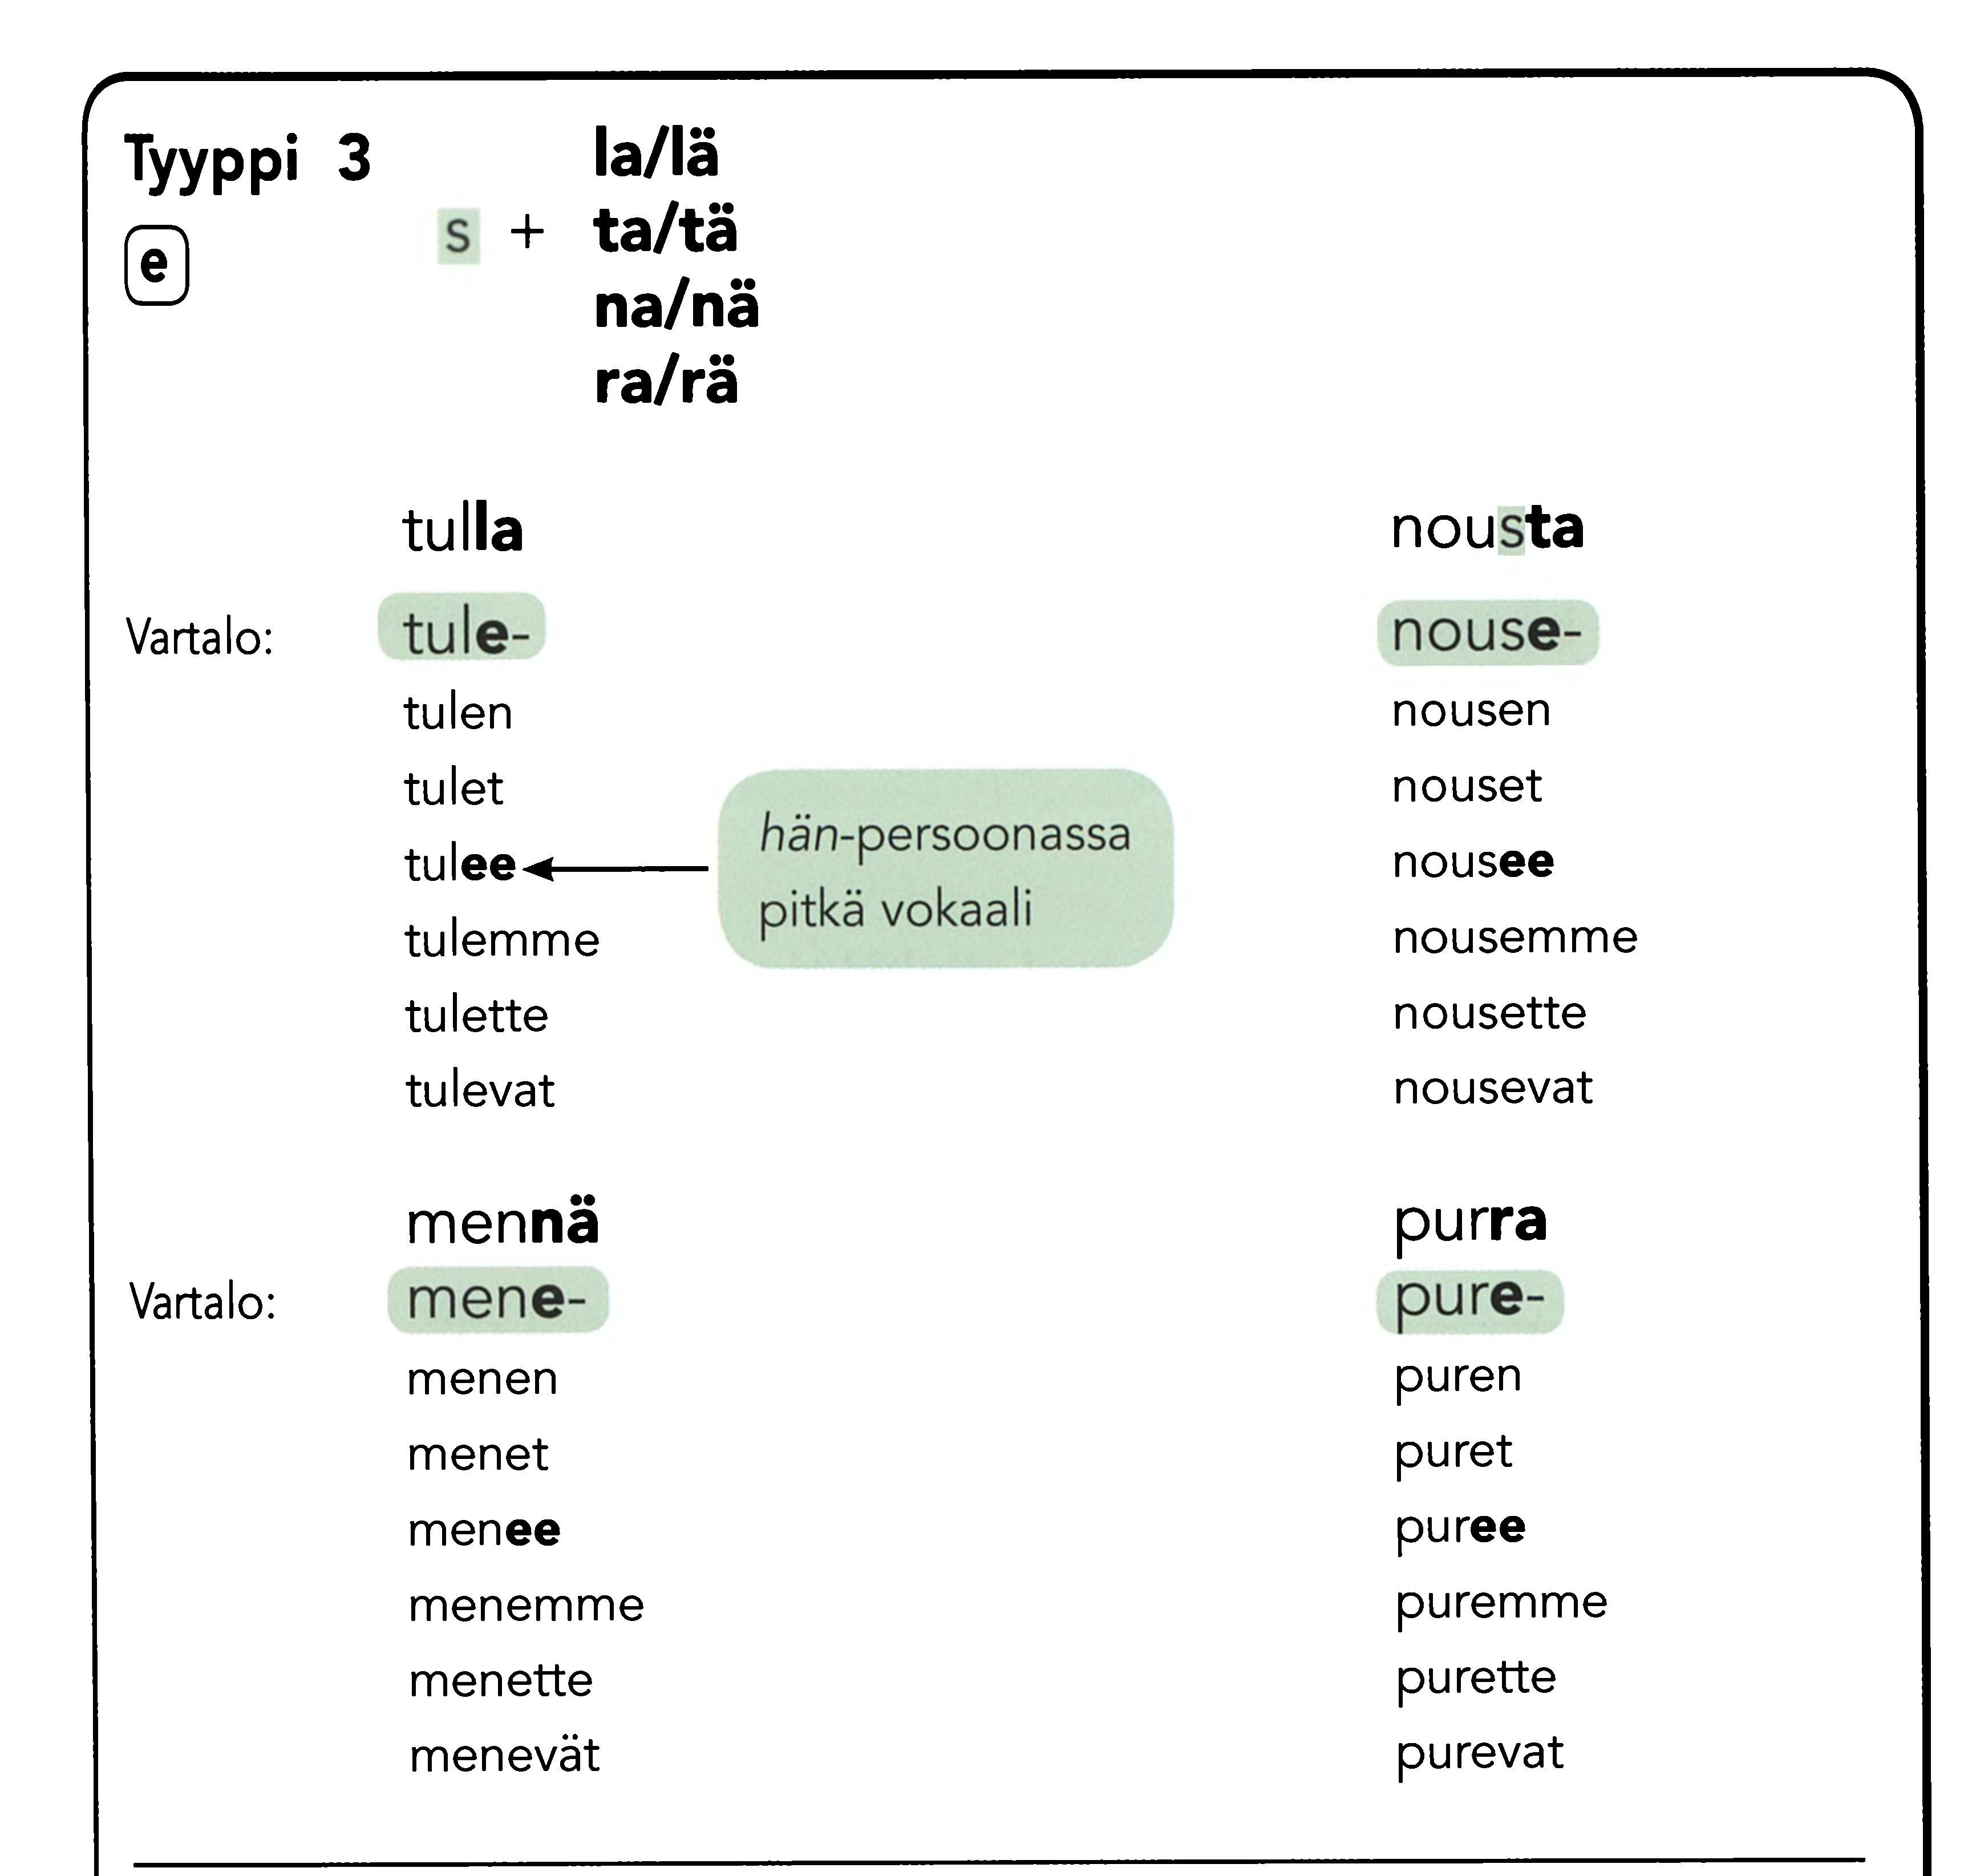 Tyyppi 3
e
la/lä
s + ta/tä
na/nä
ra/rä
tulla
Vartalo: tule-
tulen
tulet
tulee
tulemme
tulette
tulevat
hän-persoonassa
pitkä vokaali
nousta
nouse-
nousen
nouset
nousee
nousemme
nousette
nousevat
mennä
Vartalo: mene-
menen
menet
menee
menemme
menette
menevät
purra
pure-
puren
puret
puree
puremme
purette
purevat